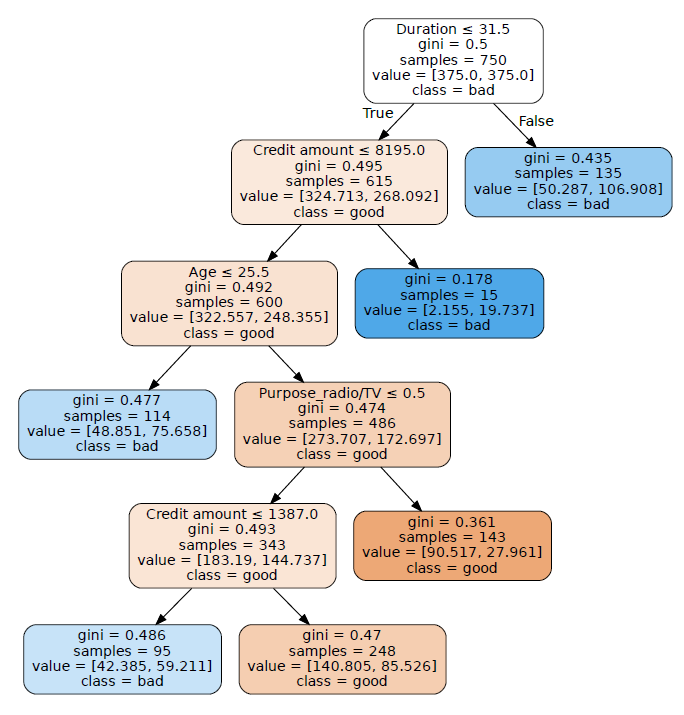 Duration ≤ 31.5
gini = 0.5
samples = 750
value = [375.0, 375.0]
class = bad
True
False
Credit amount ≤ 8195.0
gini = 0.495
samples = 615
value = [324.713, 268.092]
class = good
gini = 0.435
samples = 135
value = [50.287, 106.908]
class = bad
Age ≤ 25.5
gini = 0.492
samples = 600
value = [322.557, 248.355]
class = good
gini = 0.178
samples = 15
value = [2.155, 19.737]
class = bad
gini = 0.477
samples = 114
value = [48.851, 75.658]
class = bad
Purpose_radio/TV ≤ 0.5
gini = 0.474
samples = 486
value = [273.707, 172.697]
class = good
Credit amount ≤ 1387.0
gini = 0.493
samples = 343
value = [183.19, 144.737]
class = good
gini = 0.361
samples = 143
value = [90.517, 27.961]
class = good
gini = 0.486
samples = 95
value = [42.385, 59.211]
class = bad
gini = 0.47
samples = 248
value = [140.805, 85.526]
class = good